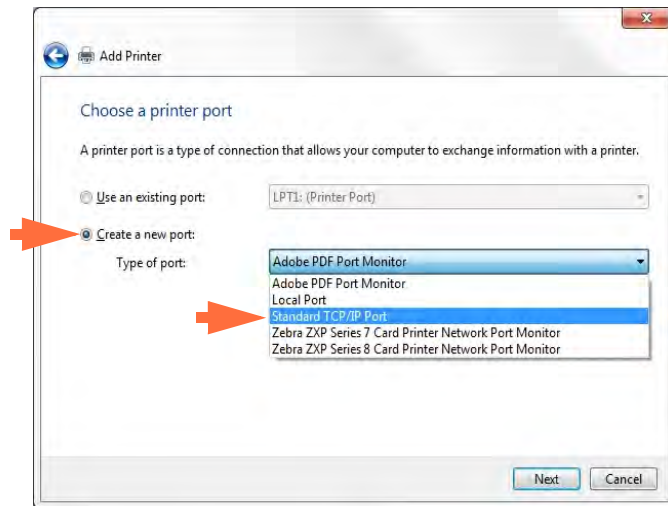 Add Printer
Choose a printer port
A printer port is a type of connection that allows your computer to exchange information with a printer.
Use an existing port: LPT1: (Printer Port)
Create a new port:
Type of port: Adobe PDF Port Monitor
Adobe PDF Port Monitor
Local Port
Standard TCP/IP Port
Zebra ZXP Series 7 Card Printer Network Port Monitor
Zebra ZXP Series 8 Card Printer Network Port Monitor
Next Cancel